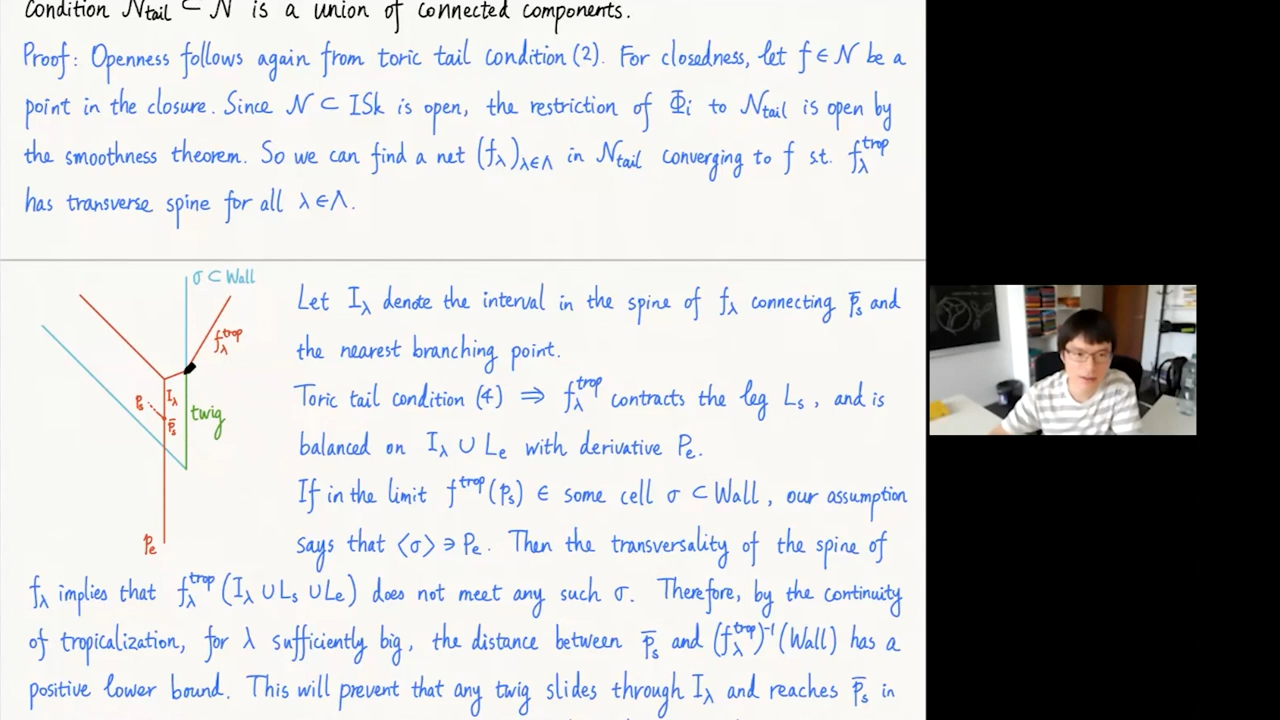 Condition N_tail ⊂ N is a union of connected components.
Proof: Openness follows again from toric tail condition (2). For closedness, let f ∈ N be a
point in the closure. Since N ⊂ ISk is open, the restriction of Φi to N_tail is open by
the smoothness theorem. So we can find a net (f_λ)_{λ∈Λ} in N_tail converging to f s.t. f_λ^trop
has transverse spine for all λ∈Λ.
σ ⊂ Wall
f_λ^trop
I_λ
p_s
p̄_s
twig
P_e
Let I_λ denote the interval in the spine of f_λ connecting p̄_s and
the nearest branching point.
Toric tail condition (4) ⇒ f_λ^trop contracts the leg L_s, and is
balanced on I_λ ∪ L_e with derivative P_e.
If in the limit f^trop(p_s) ∈ some cell σ ⊂ Wall, our assumption
says that ⟨σ⟩ ∋ P_e. Then the transversality of the spine of
f_λ implies that f_λ^trop(I_λ ∪ L_s ∪ L_e) does not meet any such σ. Therefore, by the continuity
of tropicalization, for λ sufficiently big, the distance between p̄_s and (f_λ^trop)^-1(Wall) has a
positive lower bound. This will prevent that any twig slides through I_λ and reaches p̄_s in